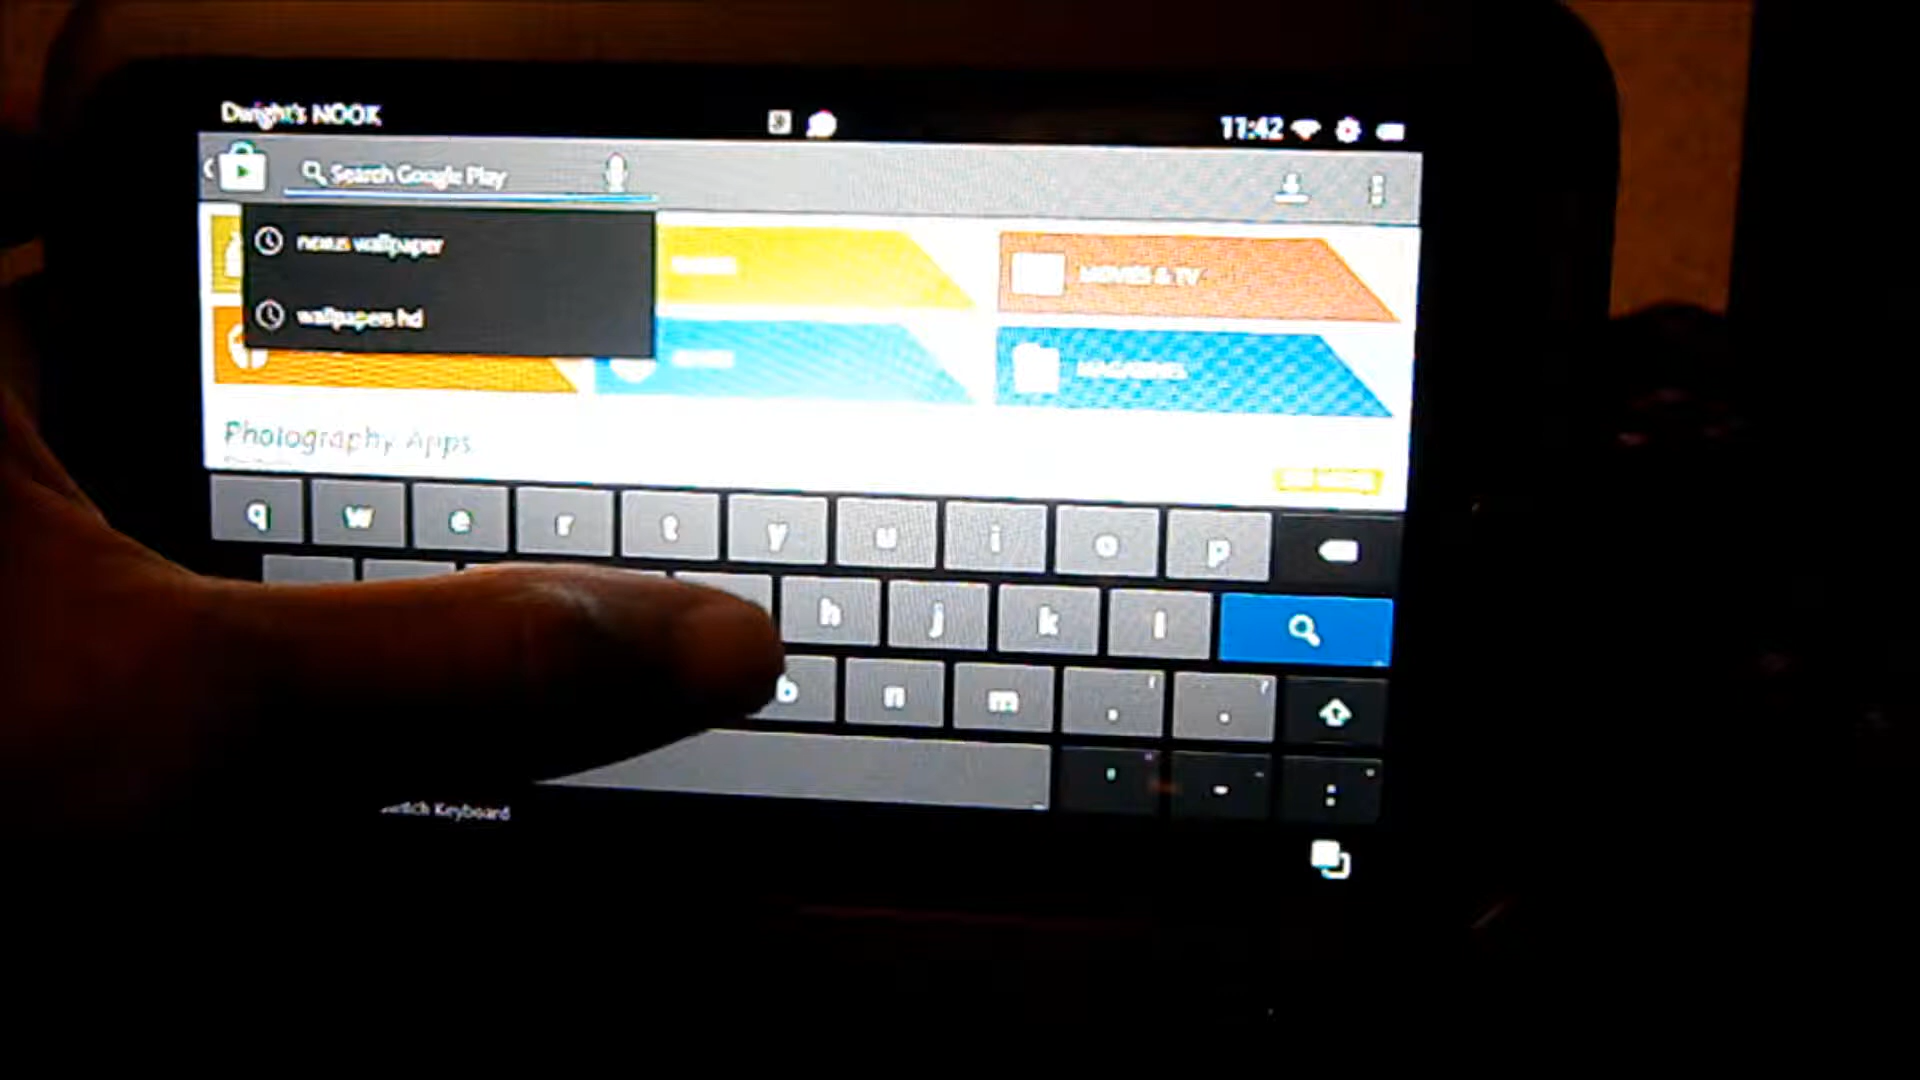 Dwight's NOOK
11:42
Search Google Play
nexus wallpaper
wallpapers hd
MOVIES & TV
MAGAZINES
Photography Apps
q w e r t y u i o p
h j k l
b n m , ! . ?
' " - _ :
Keyboard